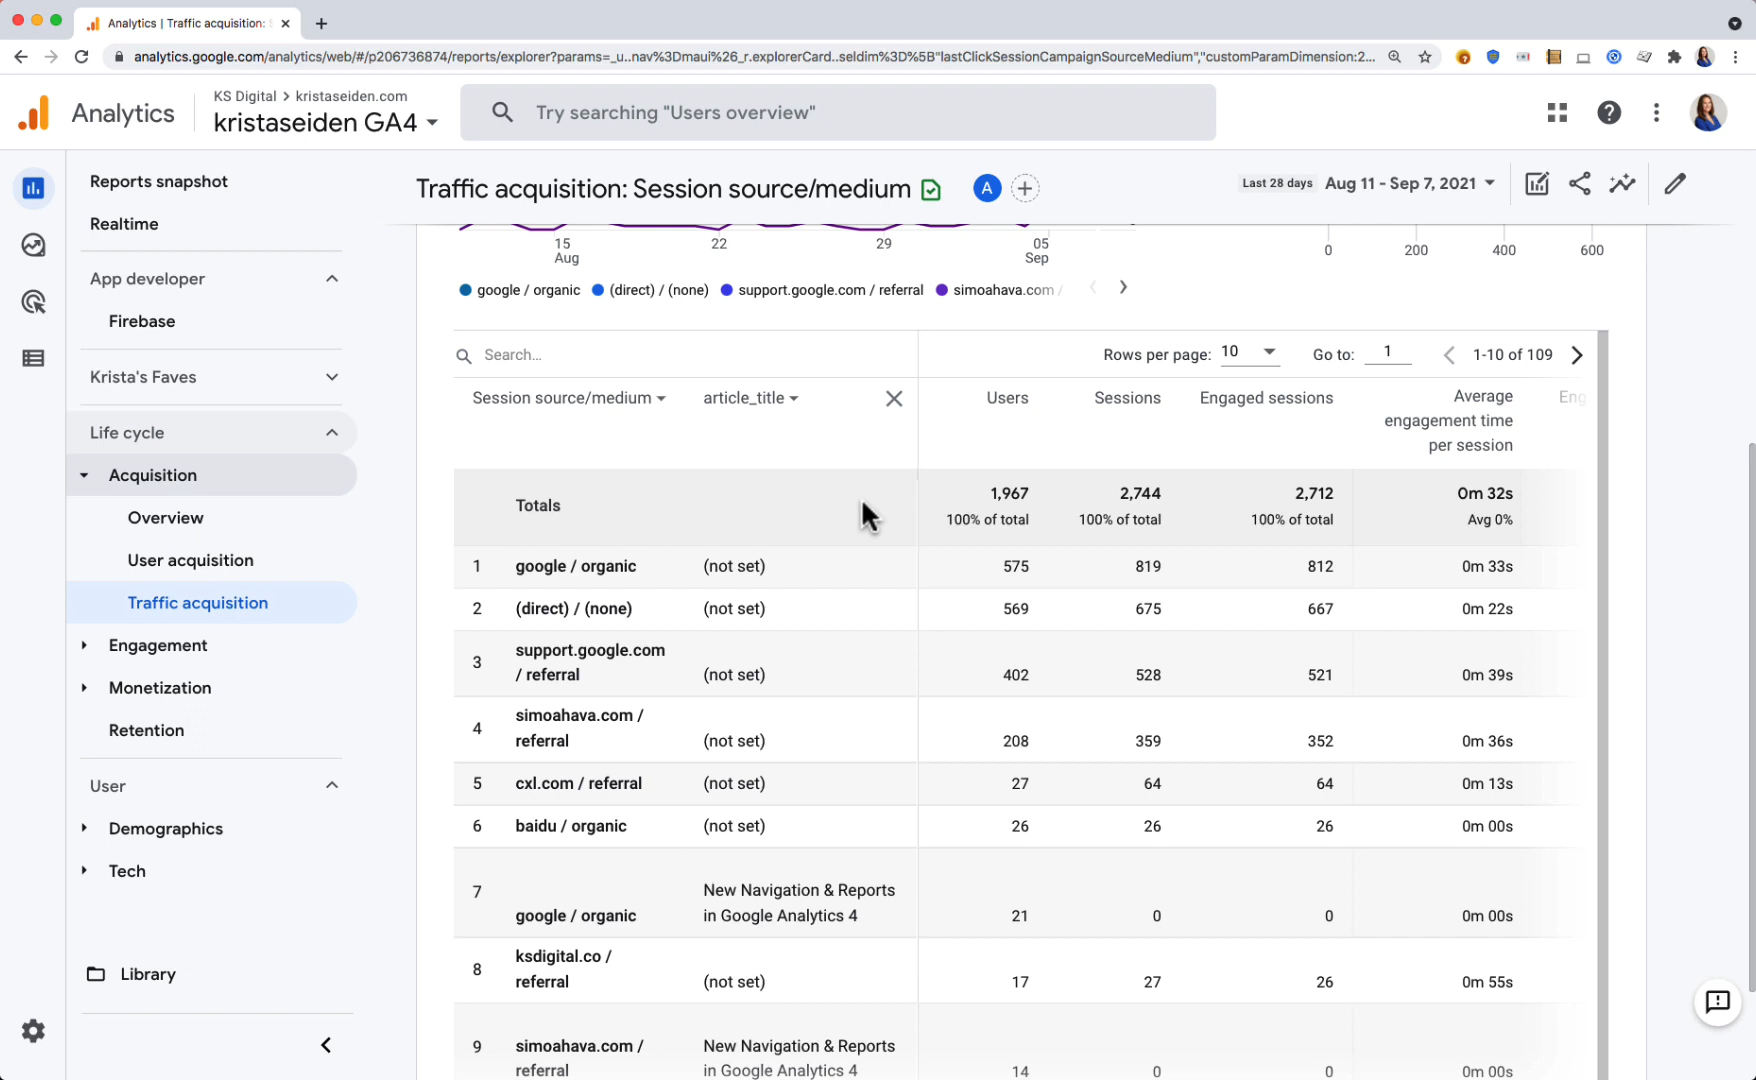 Analytics | Traffic acquisition: S
analytics.google.com/analytics/web/#/p206736874/reports/explorer?params=_u..nav%3Dmaui%26_r.explorerCard..seldim%3D%5B"lastClickSessionCampaignSourceMedium","customParamDimension:2...
Analytics
KS Digital > kristaseiden.com
kristaseiden GA4
Try searching "Users overview"
Reports snapshot
Realtime
App developer
Firebase
Krista's Faves
Life cycle
Acquisition
Overview
User acquisition
Traffic acquisition
Engagement
Monetization
Retention
User
Demographics
Tech
Library
Traffic acquisition: Session source/medium
A
Last 28 days Aug 11 - Sep 7, 2021
15 22 29 05
Aug Sep
0 200 400 600
google / organic (direct) / (none) support.google.com / referral simoahava.com /
Search...
Rows per page: 10 Go to: 1 1-10 of 109
Session source/medium article_title Users Sessions Engaged sessions Average
engagement time
per session
Eng
Totals 1,967 2,744 2,712 0m 32s
100% of total 100% of total 100% of total Avg 0%
1 google / organic (not set) 575 819 812 0m 33s
2 (direct) / (none) (not set) 569 675 667 0m 22s
3 support.google.com
/ referral (not set) 402 528 521 0m 39s
4 simoahava.com /
referral (not set) 208 359 352 0m 36s
5 cxl.com / referral (not set) 27 64 64 0m 13s
6 baidu / organic (not set) 26 26 26 0m 00s
7 New Navigation & Reports
google / organic in Google Analytics 4 21 0 0 0m 00s
8 ksdigital.co /
referral (not set) 17 27 26 0m 55s
9 simoahava.com / New Navigation & Reports
referral in Google Analytics 4 14 0 0 0m 00s